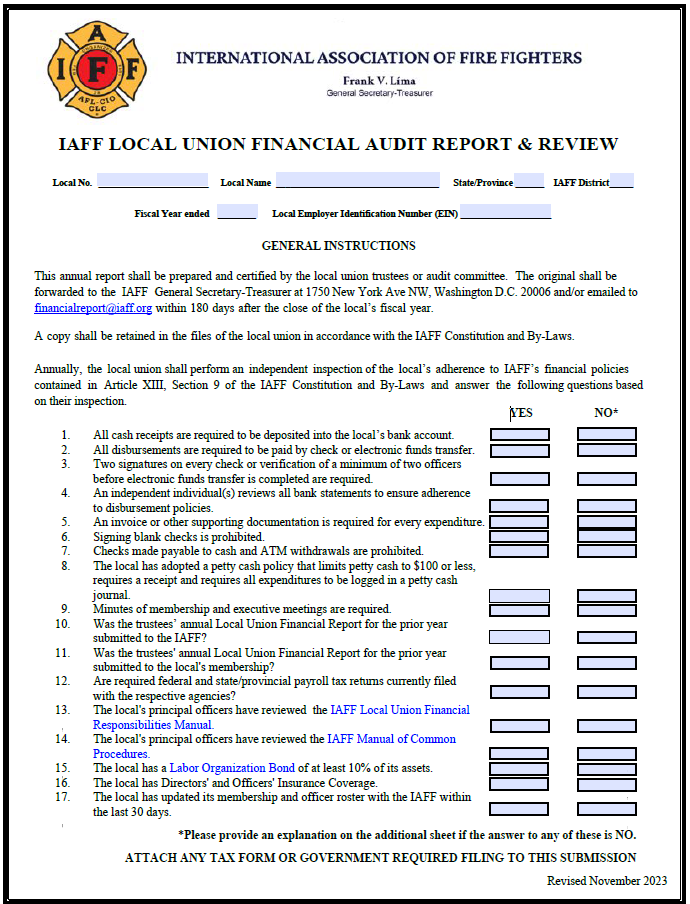 A
ORGANIZED
I F F
AFL-CIO
CLC
INTERNATIONAL ASSOCIATION OF FIRE FIGHTERS
Frank V. Líma
General Secretary-Treasurer
IAFF LOCAL UNION FINANCIAL AUDIT REPORT & REVIEW
Local No. Local Name State/Province IAFF District
Fiscal Year ended Local Employer Identification Number (EIN)
GENERAL INSTRUCTIONS
This annual report shall be prepared and certified by the local union trustees or audit committee. The original shall be
forwarded to the IAFF General Secretary-Treasurer at 1750 New York Ave NW, Washington D.C. 20006 and/or emailed to
financialreport@iaff.org within 180 days after the close of the local's fiscal year.
A copy shall be retained in the files of the local union in accordance with the IAFF Constitution and By-Laws.
Annually, the local union shall perform an independent inspection of the local's adherence to IAFF's financial policies
contained in Article XIII, Section 9 of the IAFF Constitution and By-Laws and answer the following questions based
on their inspection.
YES NO*
1. All cash receipts are required to be deposited into the local's bank account.
2. All disbursements are required to be paid by check or electronic funds transfer.
3. Two signatures on every check or verification of a minimum of two officers
before electronic funds transfer is completed are required.
4. An independent individual(s) reviews all bank statements to ensure adherence
to disbursement policies.
5. An invoice or other supporting documentation is required for every expenditure.
6. Signing blank checks is prohibited.
7. Checks made payable to cash and ATM withdrawals are prohibited.
8. The local has adopted a petty cash policy that limits petty cash to $100 or less,
requires a receipt and requires all expenditures to be logged in a petty cash
journal.
9. Minutes of membership and executive meetings are required.
10. Was the trustees' annual Local Union Financial Report for the prior year
submitted to the IAFF?
11. Was the trustees' annual Local Union Financial Report for the prior year
submitted to the local's membership?
12. Are required federal and state/provincial payroll tax returns currently filed
with the respective agencies?
13. The local's principal officers have reviewed the IAFF Local Union Financial
Responsibilities Manual.
14. The local's principal officers have reviewed the IAFF Manual of Common
Procedures.
15. The local has a Labor Organization Bond of at least 10% of its assets.
16. The local has Directors' and Officers' Insurance Coverage.
17. The local has updated its membership and officer roster with the IAFF within
the last 30 days.
*Please provide an explanation on the additional sheet if the answer to any of these is NO.
ATTACH ANY TAX FORM OR GOVERNMENT REQUIRED FILING TO THIS SUBMISSION
Revised November 2023